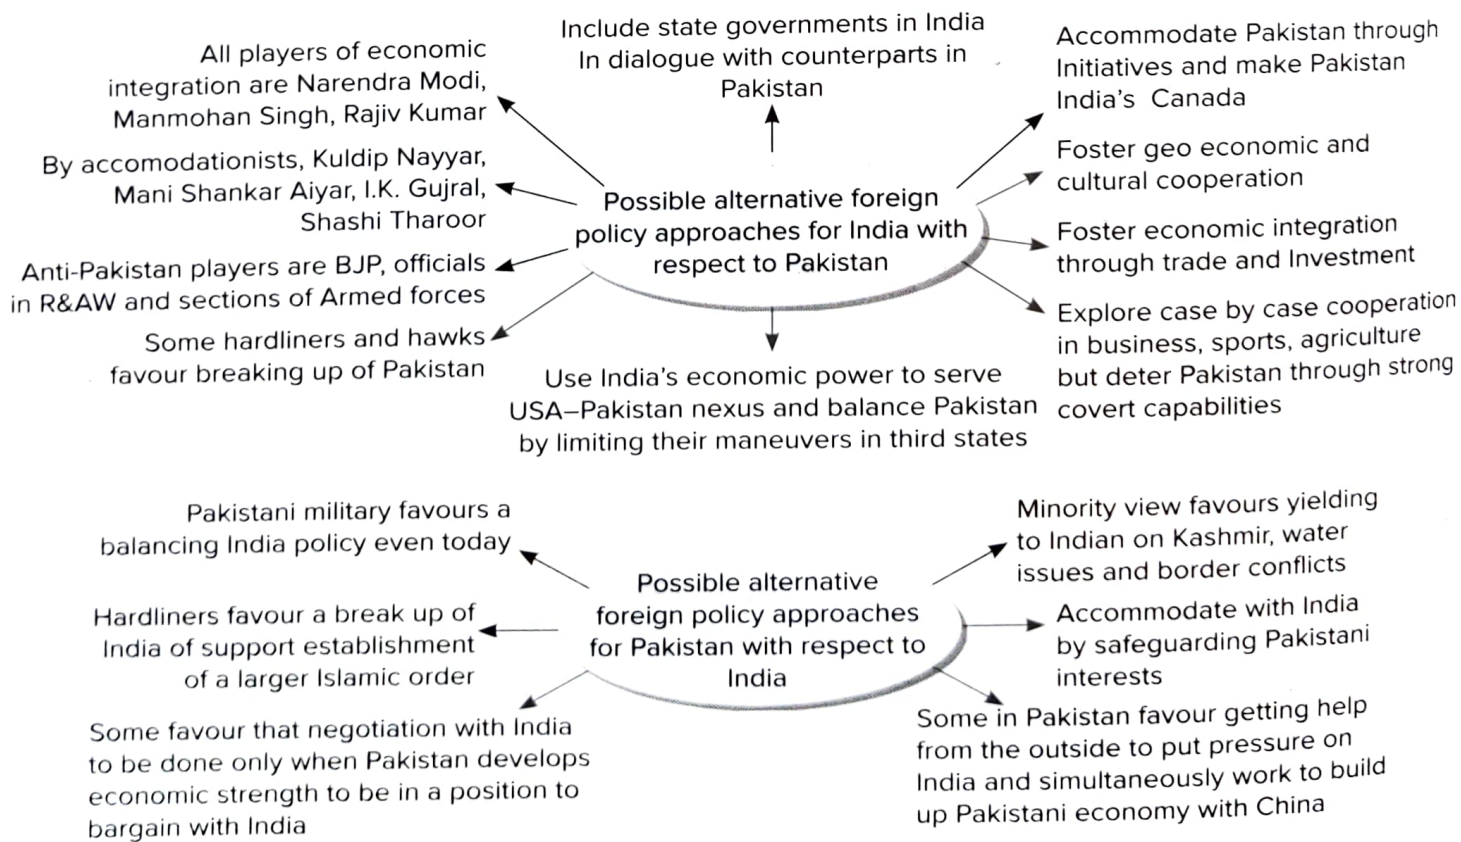 All players of economic
integration are Narendra Modi,
Manmohan Singh, Rajiv Kumar
By accomodationists, Kuldip Nayyar,
Mani Shankar Aiyar, I.K. Gujral,
Shashi Tharoor
Anti-Pakistan players are BJP, officials
in R&AW and sections of Armed forces
Some hardliners and hawks
favour breaking up of Pakistan
Include state governments in India
In dialogue with counterparts in
Pakistan
Possible alternative foreign
policy approaches for India with
respect to Pakistan
Use India's economic power to serve
USA–Pakistan nexus and balance Pakistan
by limiting their maneuvers in third states
Accommodate Pakistan through
Initiatives and make Pakistan
India's Canada
Foster geo economic and
cultural cooperation
Foster economic integration
through trade and Investment
Explore case by case cooperation
in business, sports, agriculture
but deter Pakistan through strong
covert capabilities
Pakistani military favours a
balancing India policy even today
Hardliners favour a break up of
India of support establishment
of a larger Islamic order
Some favour that negotiation with India
to be done only when Pakistan develops
economic strength to be in a position to
bargain with India
Possible alternative
foreign policy approaches
for Pakistan with respect to
India
Minority view favours yielding
to Indian on Kashmir, water
issues and border conflicts
Accommodate with India
by safeguarding Pakistani
interests
Some in Pakistan favour getting help
from the outside to put pressure on
India and simultaneously work to build
up Pakistani economy with China